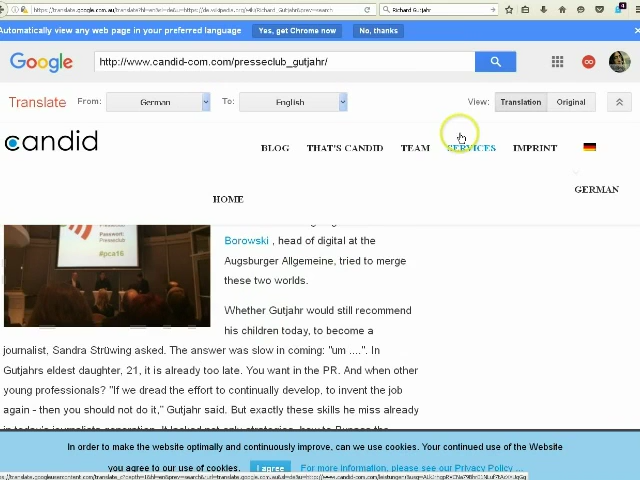 Richard Gutjahr
Automatically view any web page in your preferred language
Yes, get Chrome now
No, thanks
Google
http://www.candid-com.com/presseclub_gutjahr/
Translate
From:
German
To:
English
View:
Translation
Original
candid
BLOG
THAT'S CANDID
TEAM
SERVICES
IMPRINT
GERMAN
HOME
Passwort:
Presseclub
#pca16
Borowski , head of digital at the
Augsburger Allgemeine, tried to merge
these two worlds.
Whether Gutjahr would still recommend
his children today, to become a
journalist, Sandra Strüwing asked. The answer was slow in coming: "um ....". In
Gutjahrs eldest daughter, 21, it is already too late. You want in the PR. And when other
young professionals? "If we dread the effort to continually develop, to invent the job
again - then you should not do it," Gutjahr said. But exactly these skills he miss already
In order to make the website optimally and continuously improve, can we use cookies. Your continued use of the Website
you agree to our use of cookies.
I agree
For more information, please see our Privacy Policy ...